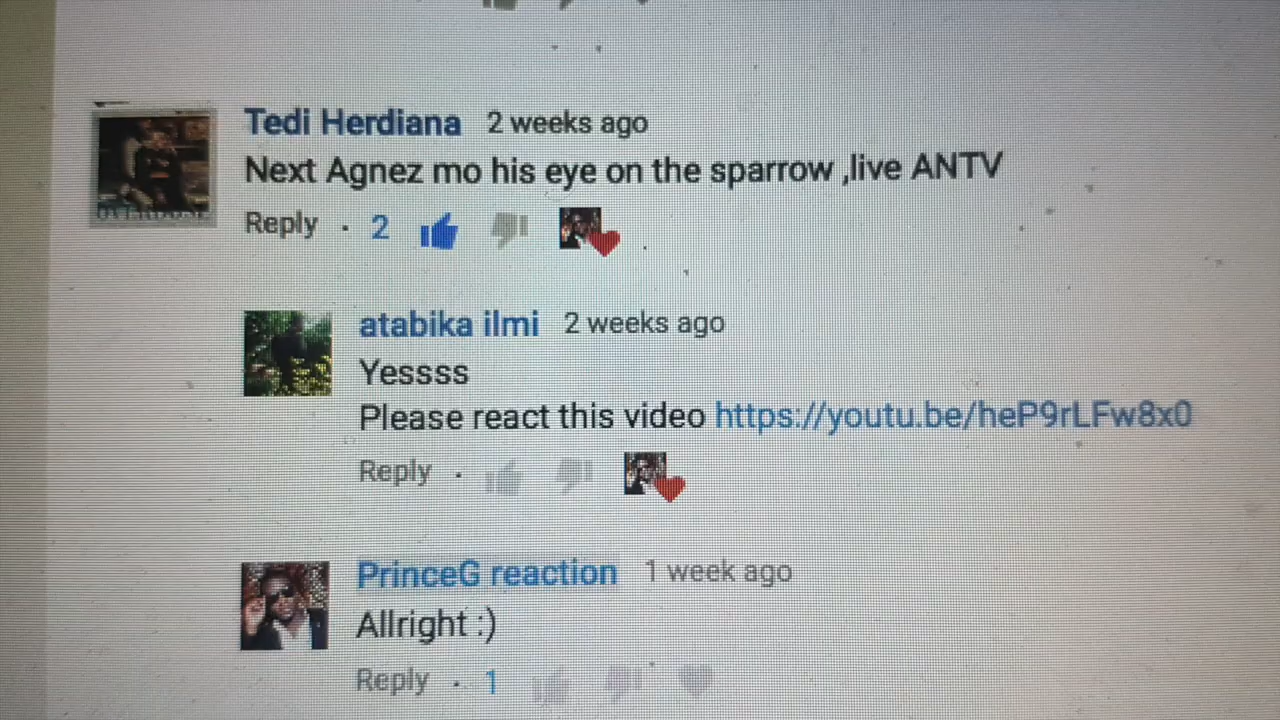 Tedi Herdiana 2 weeks ago
Next Agnez mo his eye on the sparrow ,live ANTV
Reply · 2
atabika ilmi 2 weeks ago
Yessss
Please react this video https://youtu.be/heP9rLFw8x0
Reply ·
PrinceG reaction 1 week ago
Allright :)
Reply · 1